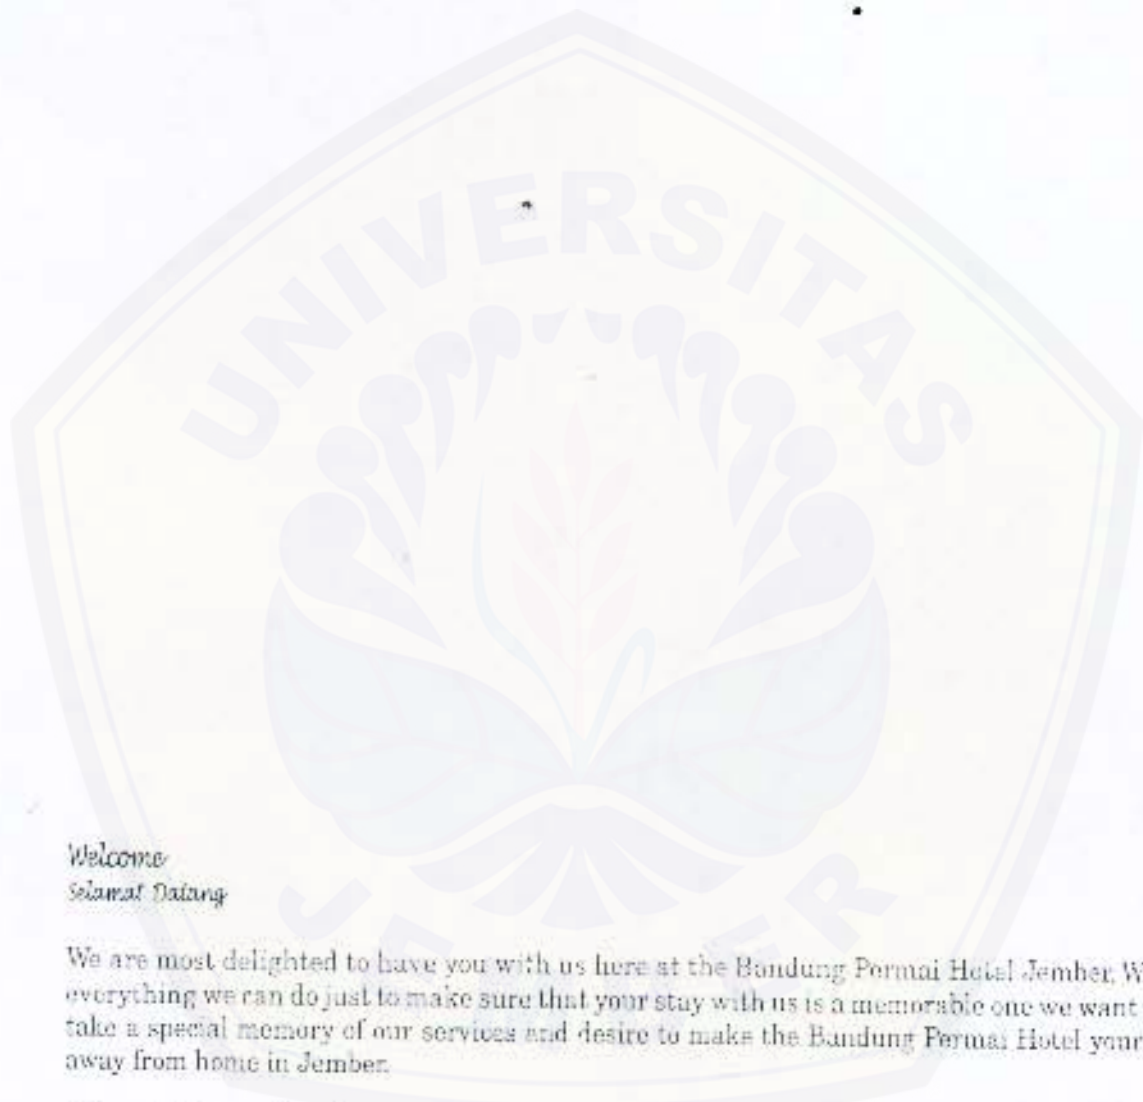 UNIVERSITAS
Welcome
Selamat Datang
We are most delighted to have you with us here at the Bandung Permai Hotel Jember, W
everything we can do just to make sure that your stay with us is a memorable one we want
take a special memory of our services and desire to make the Bandung Permai Hotel your
away from home in Jember.
JEMBER